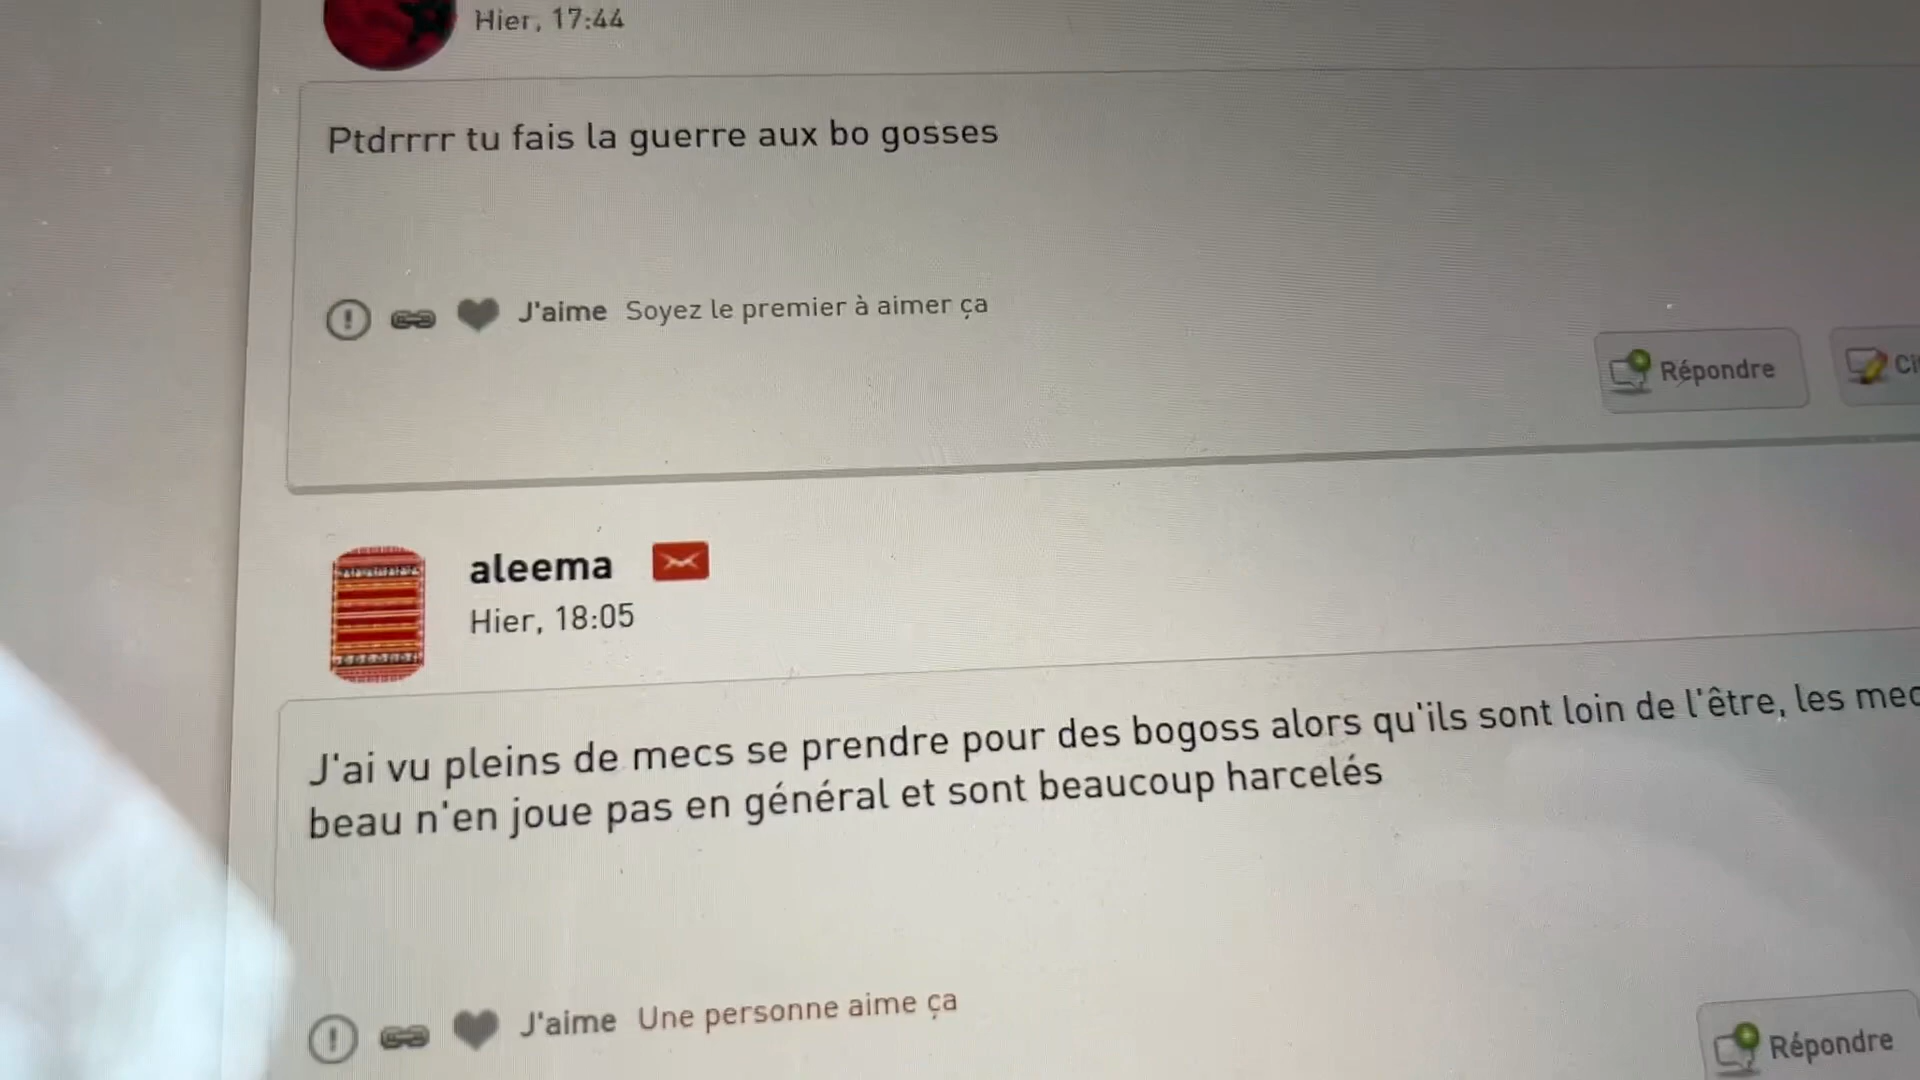 Hier, 17:44
Ptdrrrr tu fais la guerre aux bo gosses
J'aime Soyez le premier à aimer ça
Répondre
aleema
Hier, 18:05
J'ai vu pleins de mecs se prendre pour des bogoss alors qu'ils sont loin de l'être, les mec
beau n'en joue pas en général et sont beaucoup harcelés
J'aime Une personne aime ça
Répondre